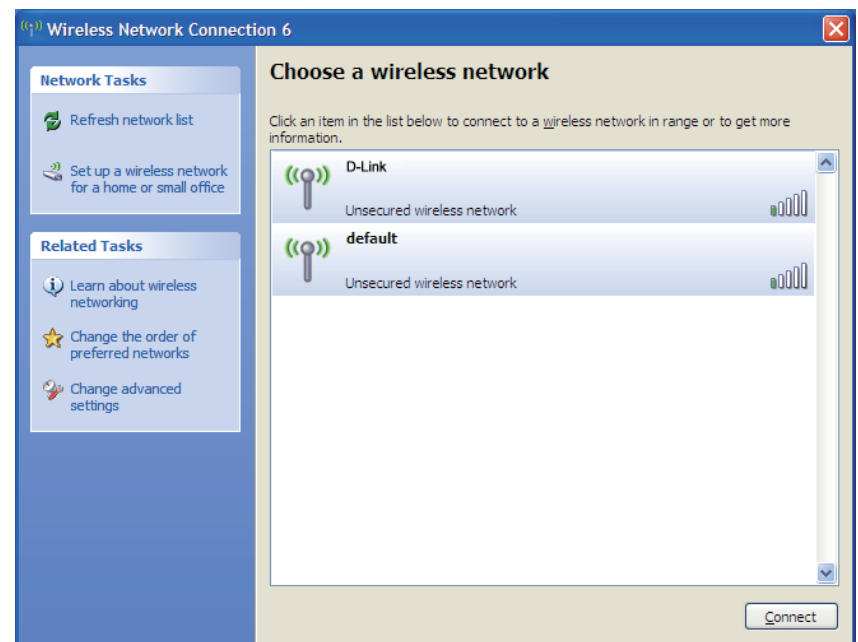 Wireless Network Connection 6
Network Tasks
Refresh network list
Set up a wireless network
for a home or small office
Related Tasks
Learn about wireless
networking
Change the order of
preferred networks
Change advanced
settings
Choose a wireless network
Click an item in the list below to connect to a wireless network in range or to get more
information.
D-Link
Unsecured wireless network
default
Unsecured wireless network
Connect